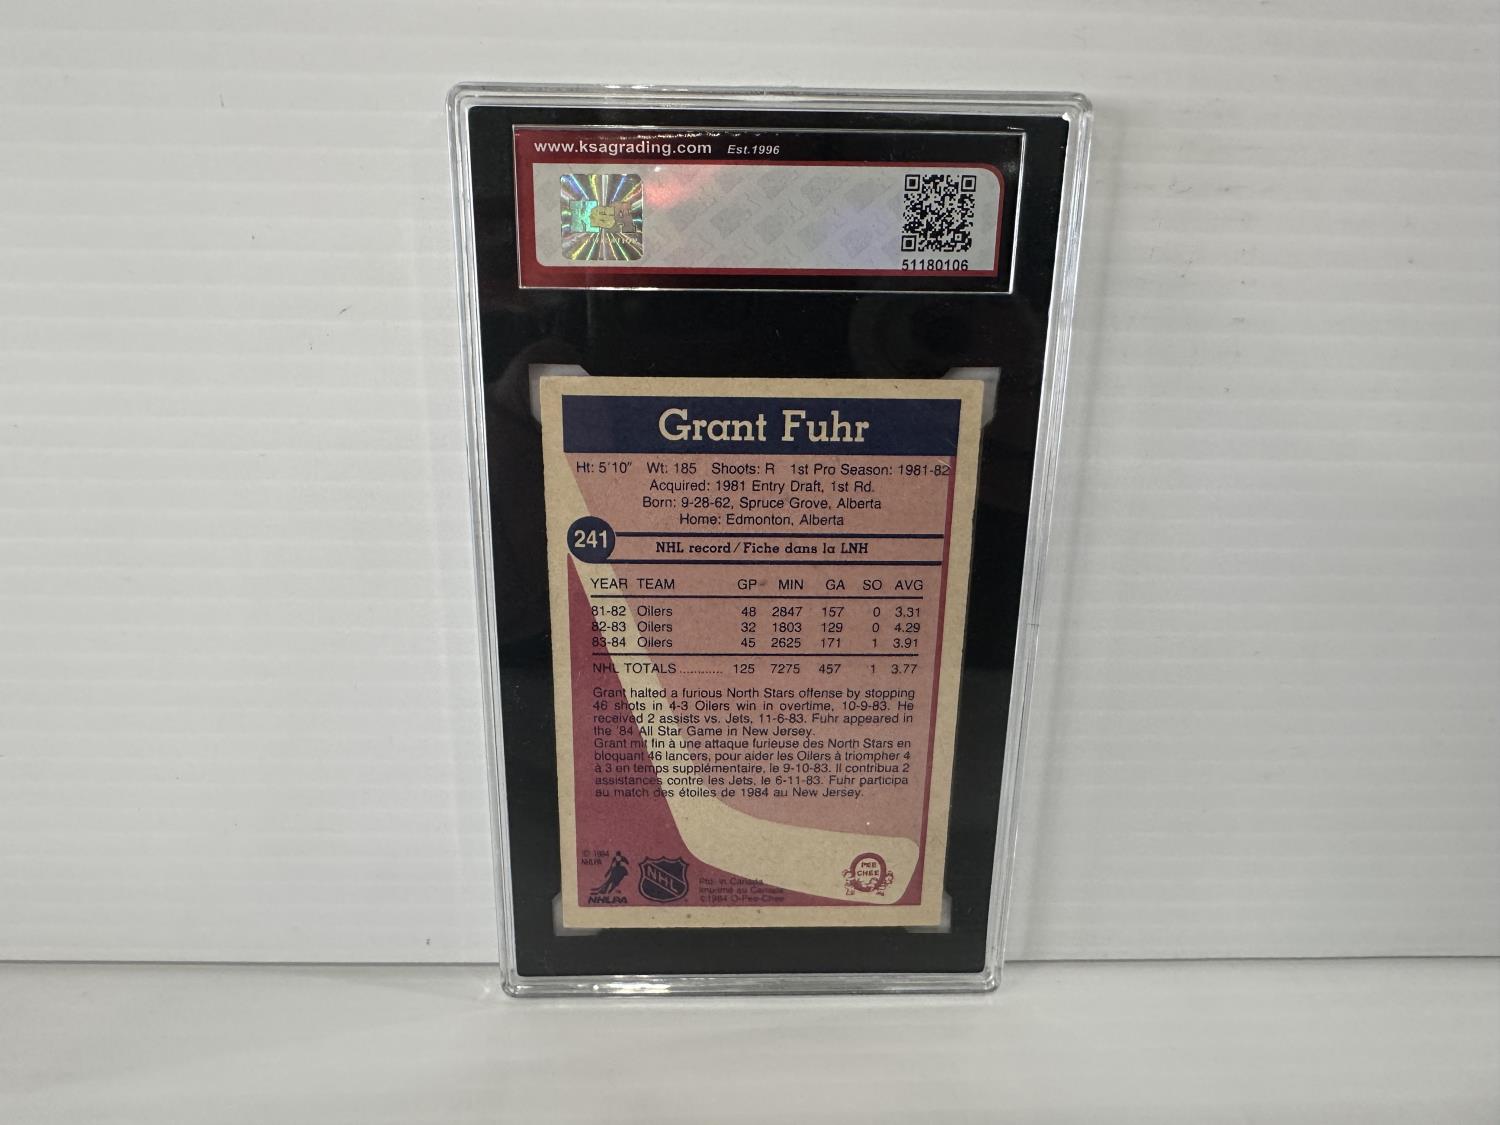 www.ksagrading.com Est.1996
KSA
51180106
Grant Fuhr
Ht: 5'10" Wt: 185 Shoots: R 1st Pro Season: 1981-82
Acquired: 1981 Entry Draft, 1st Rd.
Born: 9-28-62, Spruce Grove, Alberta
Home: Edmonton, Alberta
241
NHL record/Fiche dans la LNH
YEAR TEAM GP MIN GA SO AVG
81-82 Oilers 48 2847 157 0 3.31
82-83 Oilers 32 1803 129 0 4.29
83-84 Oilers 45 2625 171 1 3.91
NHL TOTALS............ 125 7275 457 1 3.77
Grant halted a furious North Stars offense by stopping
46 shots in 4-3 Oilers win in overtime, 10-9-83. He
received 2 assists vs. Jets, 11-6-83. Fuhr appeared in
the '84 All Star Game in New Jersey.
Grant mit fin à une attaque furieuse des North Stars en
bloquant 46 lancers, pour aider les Oilers à triompher 4
à 3 en temps supplémentaire, le 9-10-83. Il contribua 2
assistances contre les Jets, le 6-11-83. Fuhr participa
au match des étoiles de 1984 au New Jersey.
© 1984
NHLPA
NHLPA
NHL
Ptd. in Canada
Imprimé au Canada
©1984 O-Pee-Chee
O
PEE
CHEE